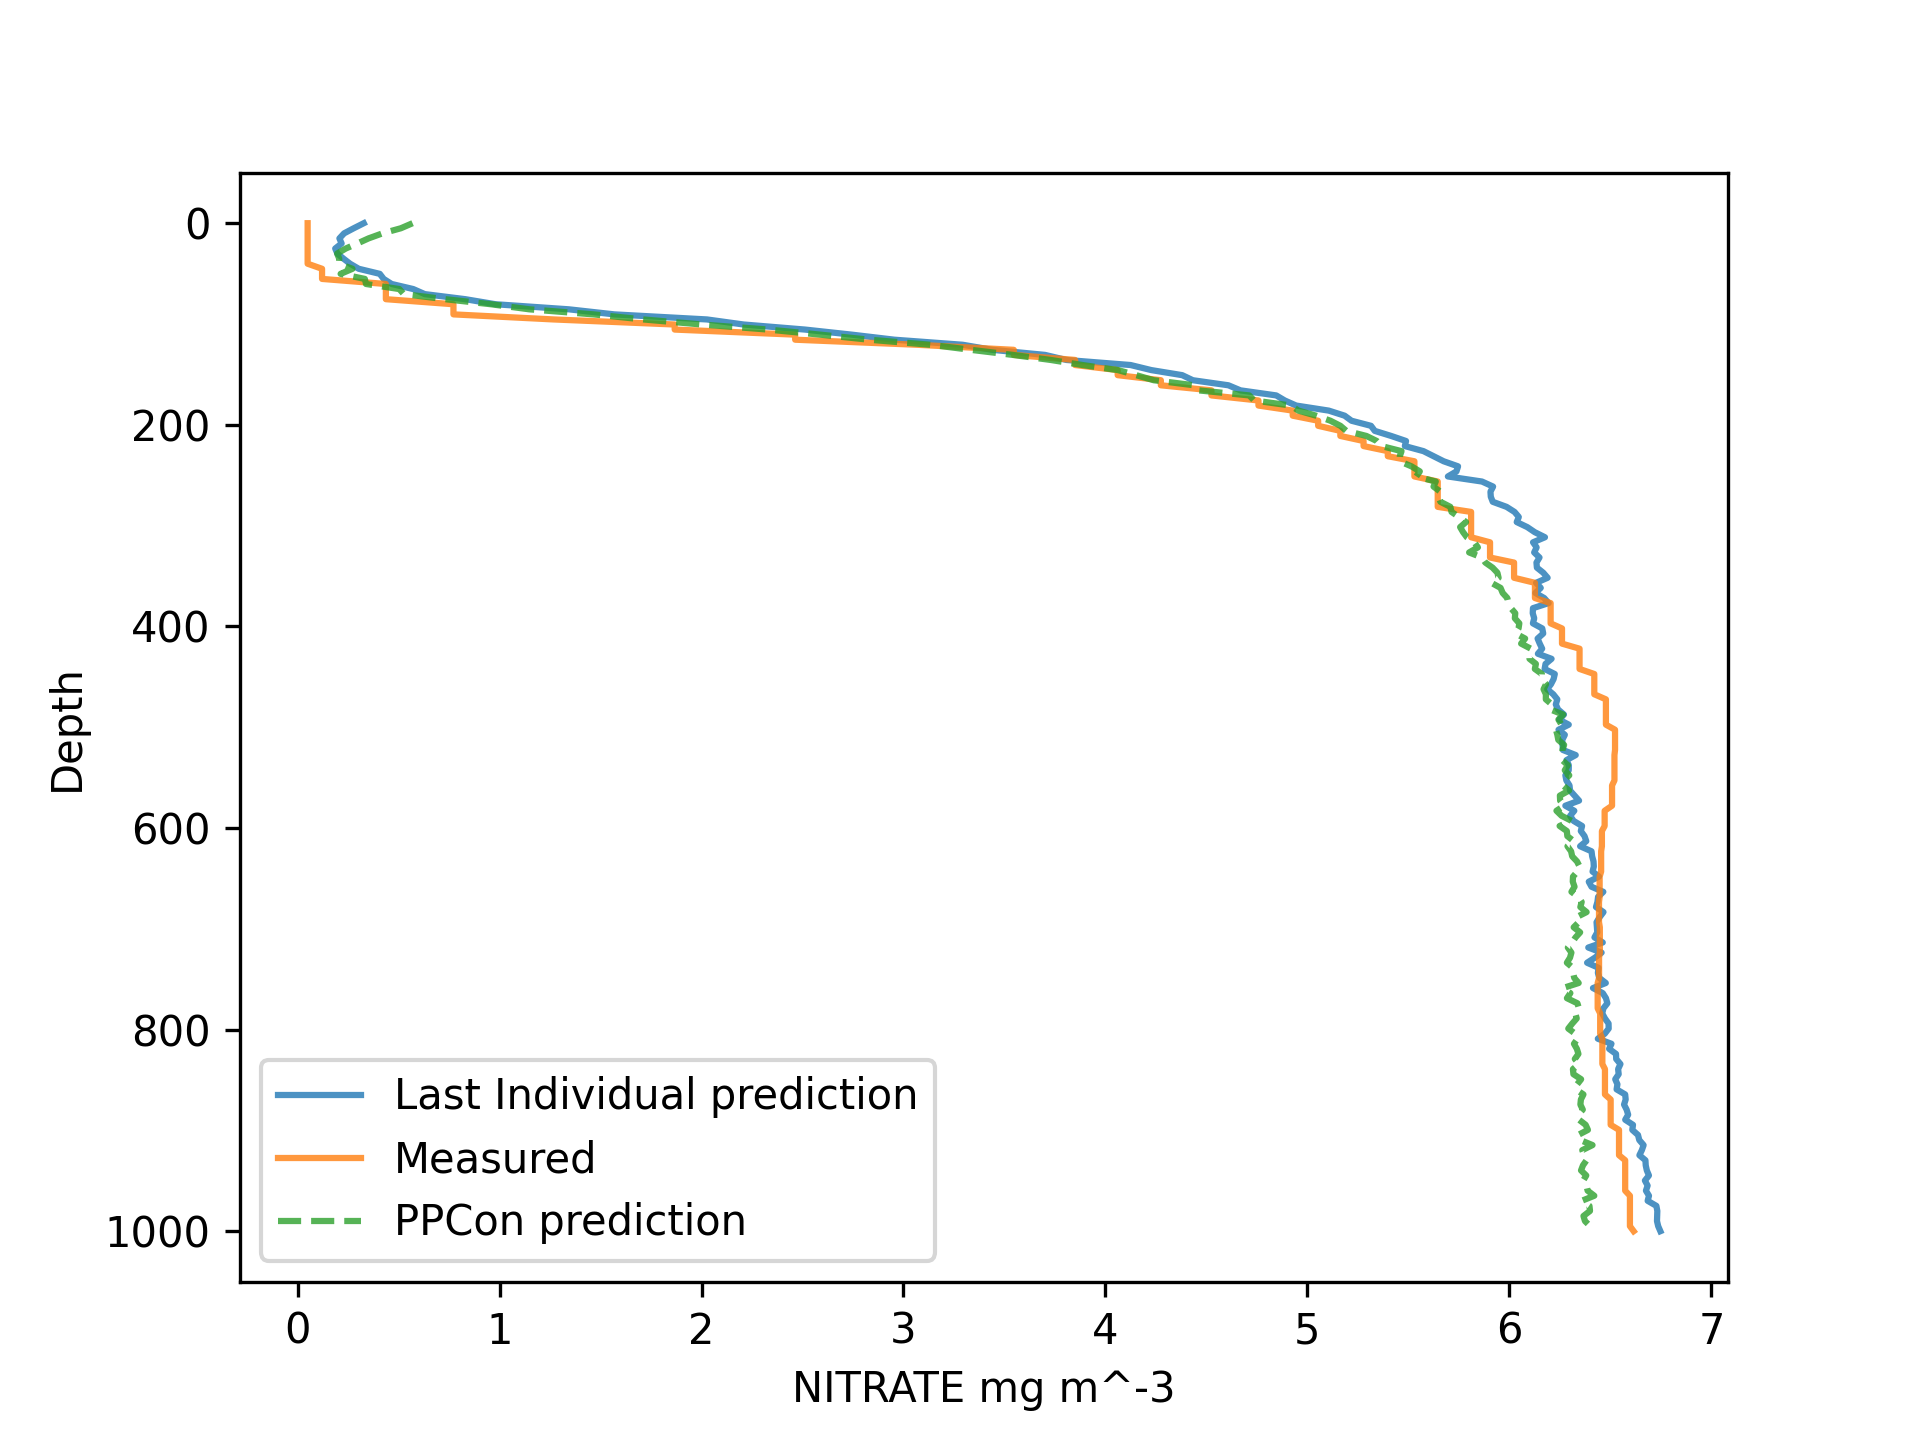 0
200
400
600
800
1000
Depth
Last Individual prediction
Measured
PPCon prediction
0 1 2 3 4 5 6 7
NITRATE mg m^-3